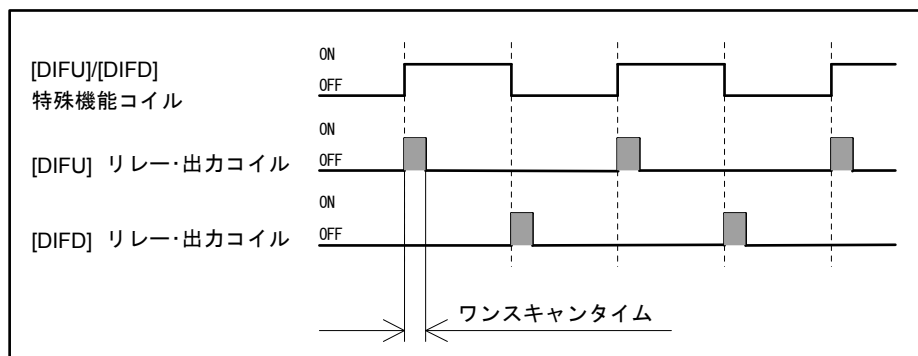 ON
[DIFU]/[DIFD]
OFF
特殊機能コイル
ON
[DIFU] リレー･出力コイル OFF
ON
[DIFD] リレー･出力コイル OFF
ワンスキャンタイム